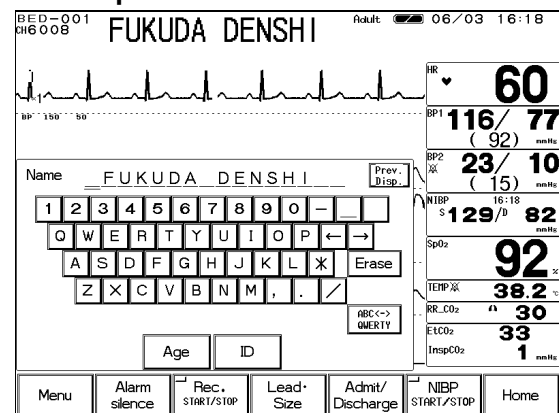 BED-001
CH6008
FUKUDA DENSHI
Adult
06/03 16:18
×1
BP 150 50
HR
60
BP1
116/ 77
( 92) mmHg
BP2
23/ 10
( 15) mmHg
NIBP 16:18
S129/D 82
mmHg
SpO2
92 %
TEMP 38.2 °C
RR_CO2 30
EtCO2 33
InspCO2 1 mmHg
Name _FUKUDA_DENSHI__
Prev. Disp.
1 2 3 4 5 6 7 8 9 0 - _
Q W E R T Y U I O P ← →
A S D F G H J K L * Erase
Z X C V B N M , . /
ABC<->
QWERTY
Age ID
Menu
Alarm silence
Rec. START/STOP
Lead· Size
Admit/ Discharge
NIBP START/STOP
Home